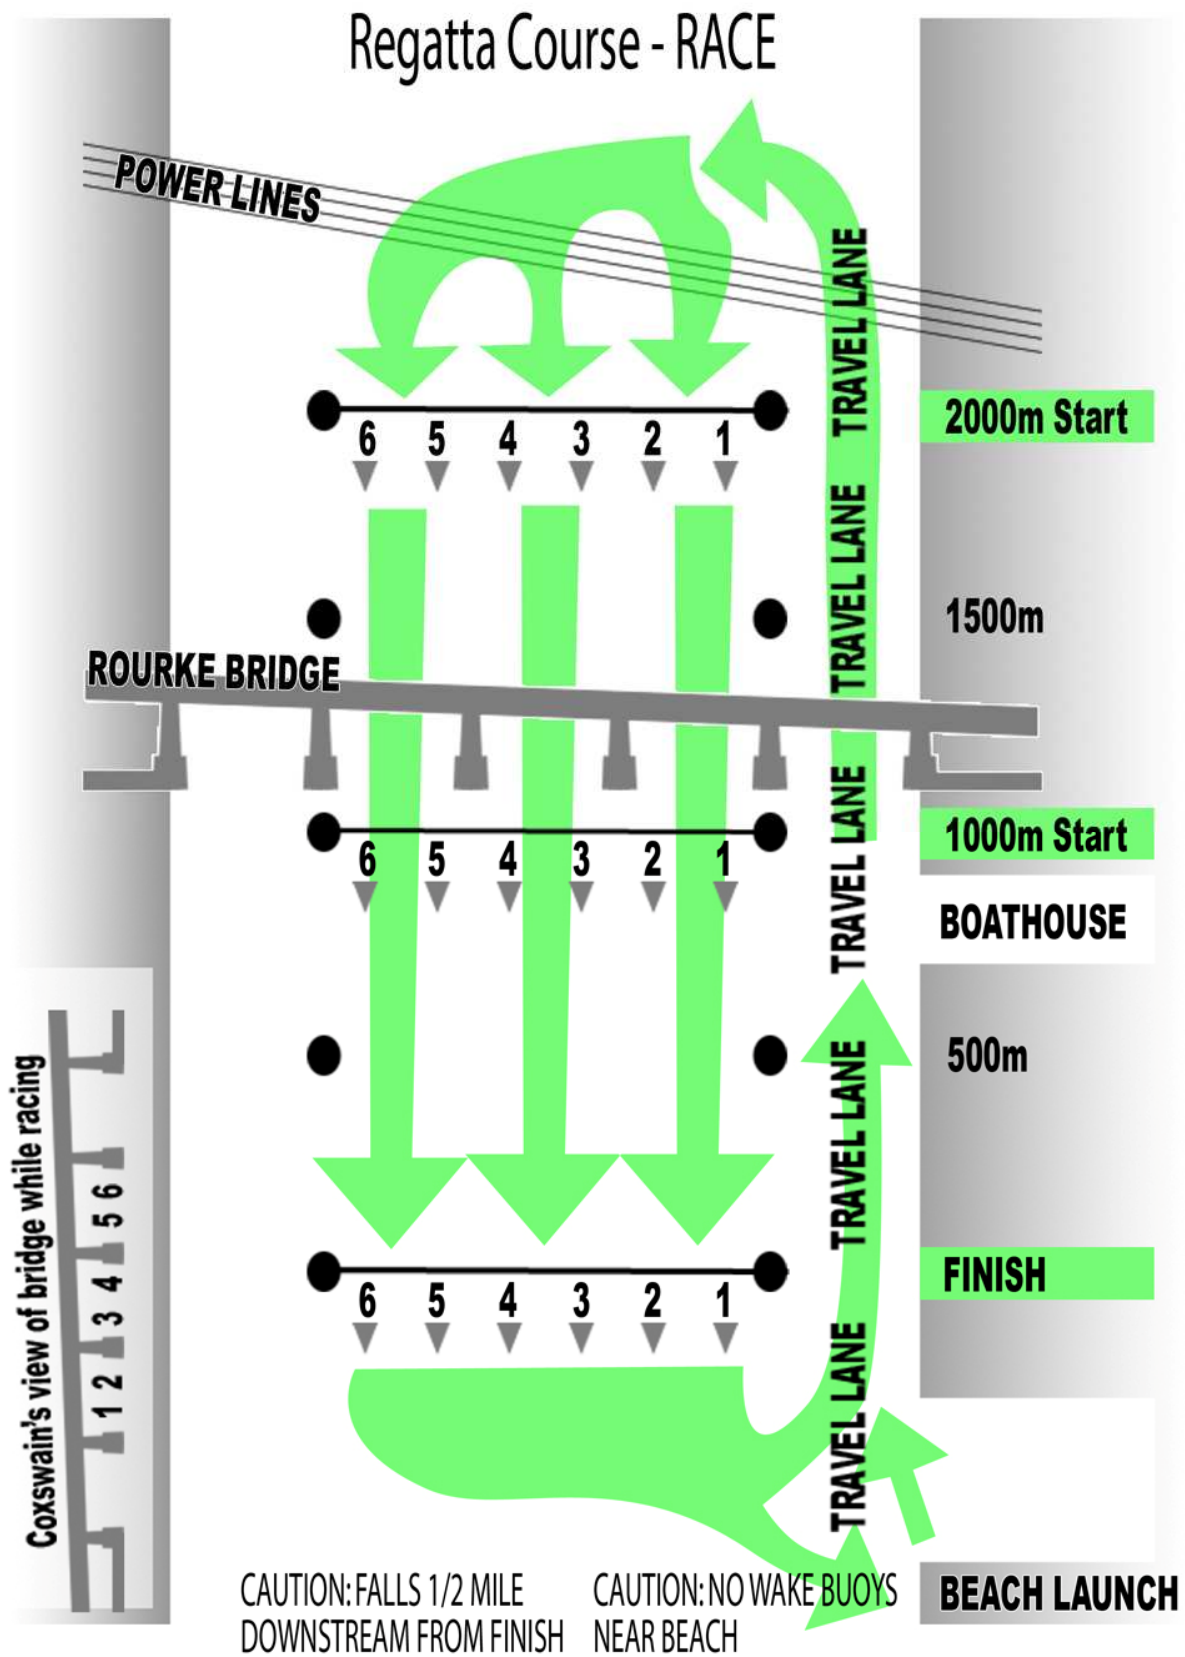 Regatta Course - RACE
POWER LINES
TRAVEL LANE
2000m Start
6 5 4 3 2 1
TRAVEL LANE
1500m
ROURKE BRIDGE
TRAVEL LANE
1000m Start
6 5 4 3 2 1
BOATHOUSE
TRAVEL LANE
500m
Coxswain's view of bridge while racing
1 2 3 4 5 6
FINISH
6 5 4 3 2 1
TRAVEL LANE
BEACH LAUNCH
CAUTION: FALLS 1/2 MILE
DOWNSTREAM FROM FINISH
CAUTION: NO WAKE BUOYS
NEAR BEACH